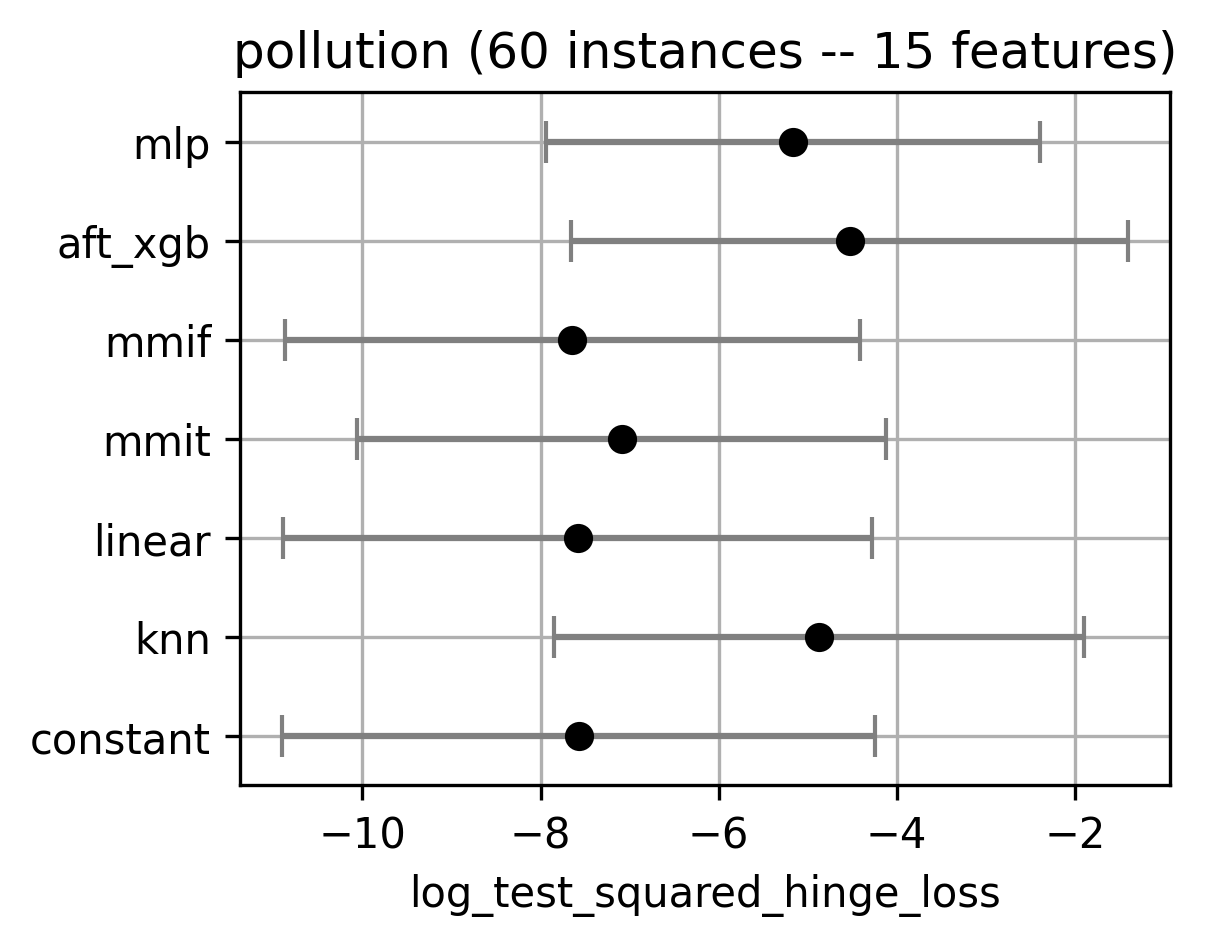 pollution (60 instances -- 15 features)
mlp
aft_xgb
mmif
mmit
linear
knn
constant
−10 −8 −6 −4 −2
log_test_squared_hinge_loss